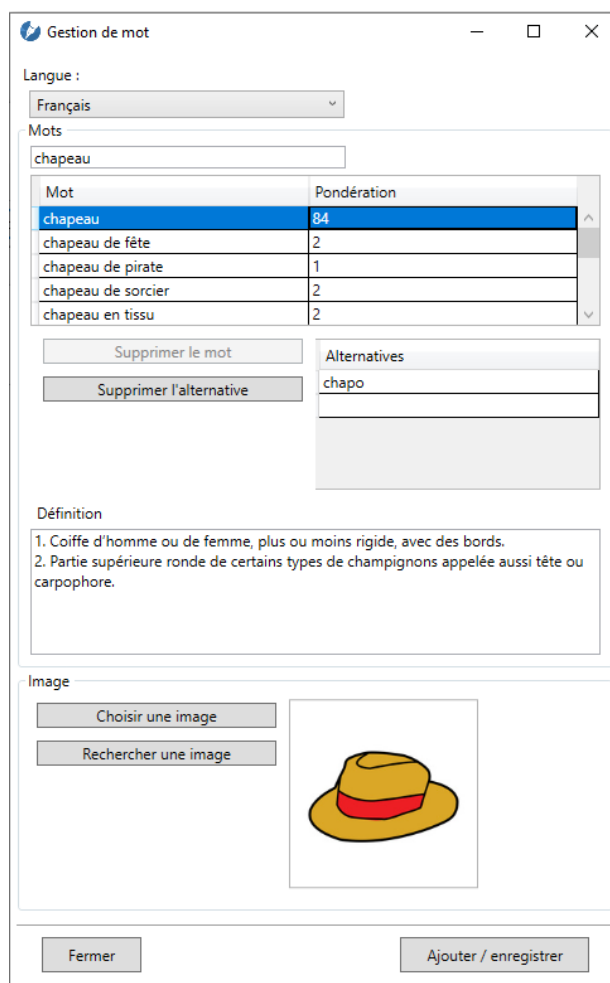 Gestion de mot
Langue :
Français
Mots
chapeau
Mot Pondération
chapeau 84
chapeau de fête 2
chapeau de pirate 1
chapeau de sorcier 2
chapeau en tissu 2
Supprimer le mot
Supprimer l'alternative
Alternatives
chapo
Définition
1. Coiffe d’homme ou de femme, plus ou moins rigide, avec des bords.
2. Partie supérieure ronde de certains types de champignons appelée aussi tête ou
carpophore.
Image
Choisir une image
Rechercher une image
Fermer
Ajouter / enregistrer